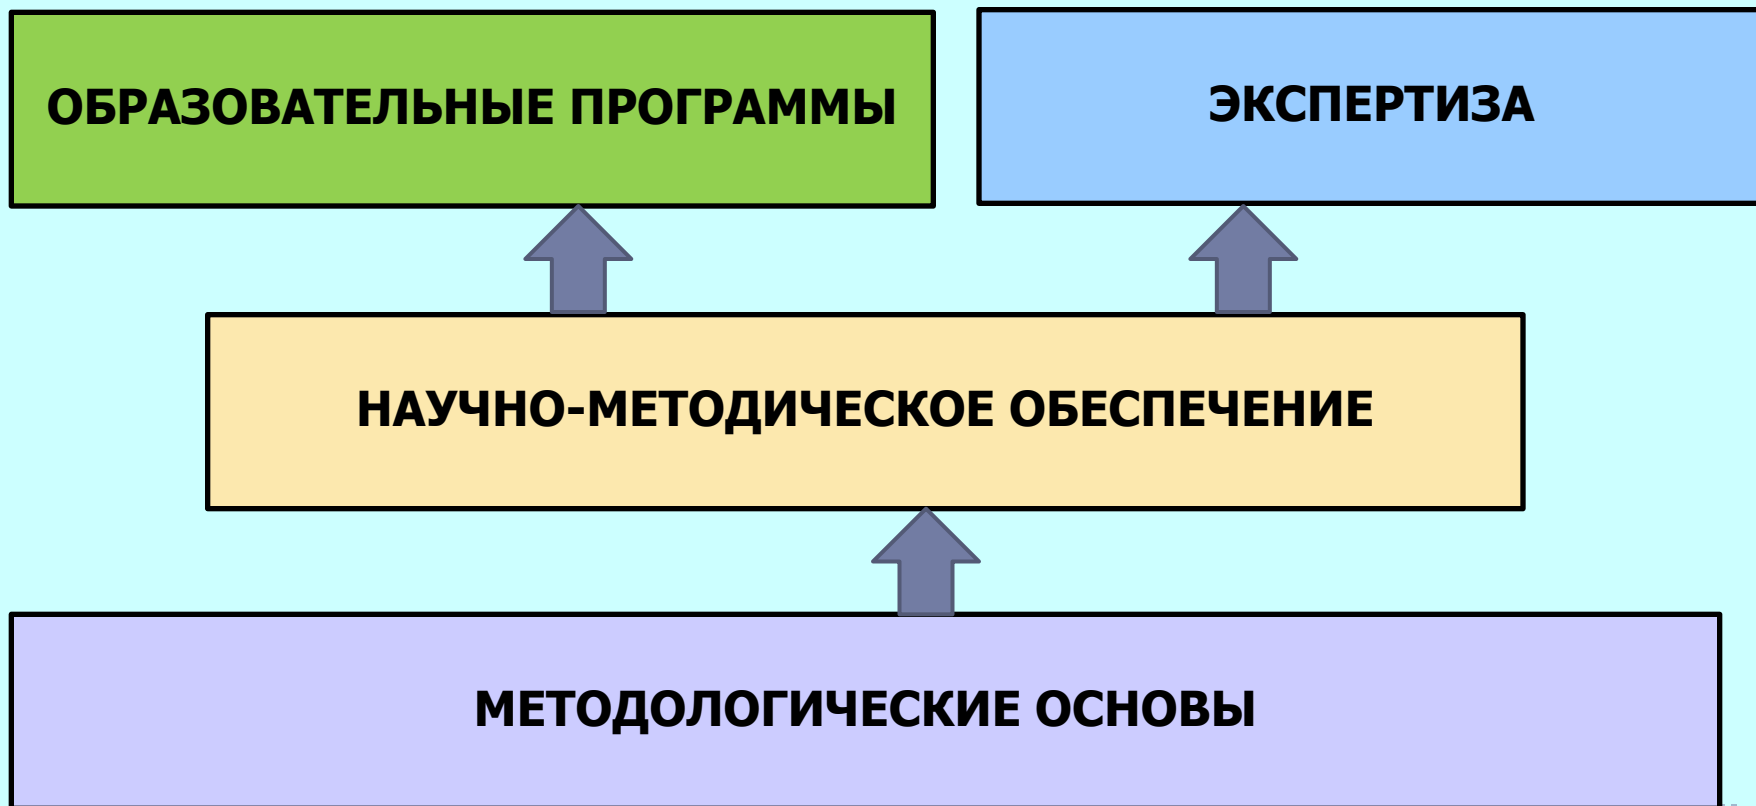 ОБРАЗОВАТЕЛЬНЫЕ ПРОГРАММЫ
ЭКСПЕРТИЗА
НАУЧНО-МЕТОДИЧЕСКОЕ ОБЕСПЕЧЕНИЕ
МЕТОДОЛОГИЧЕСКИЕ ОСНОВЫ